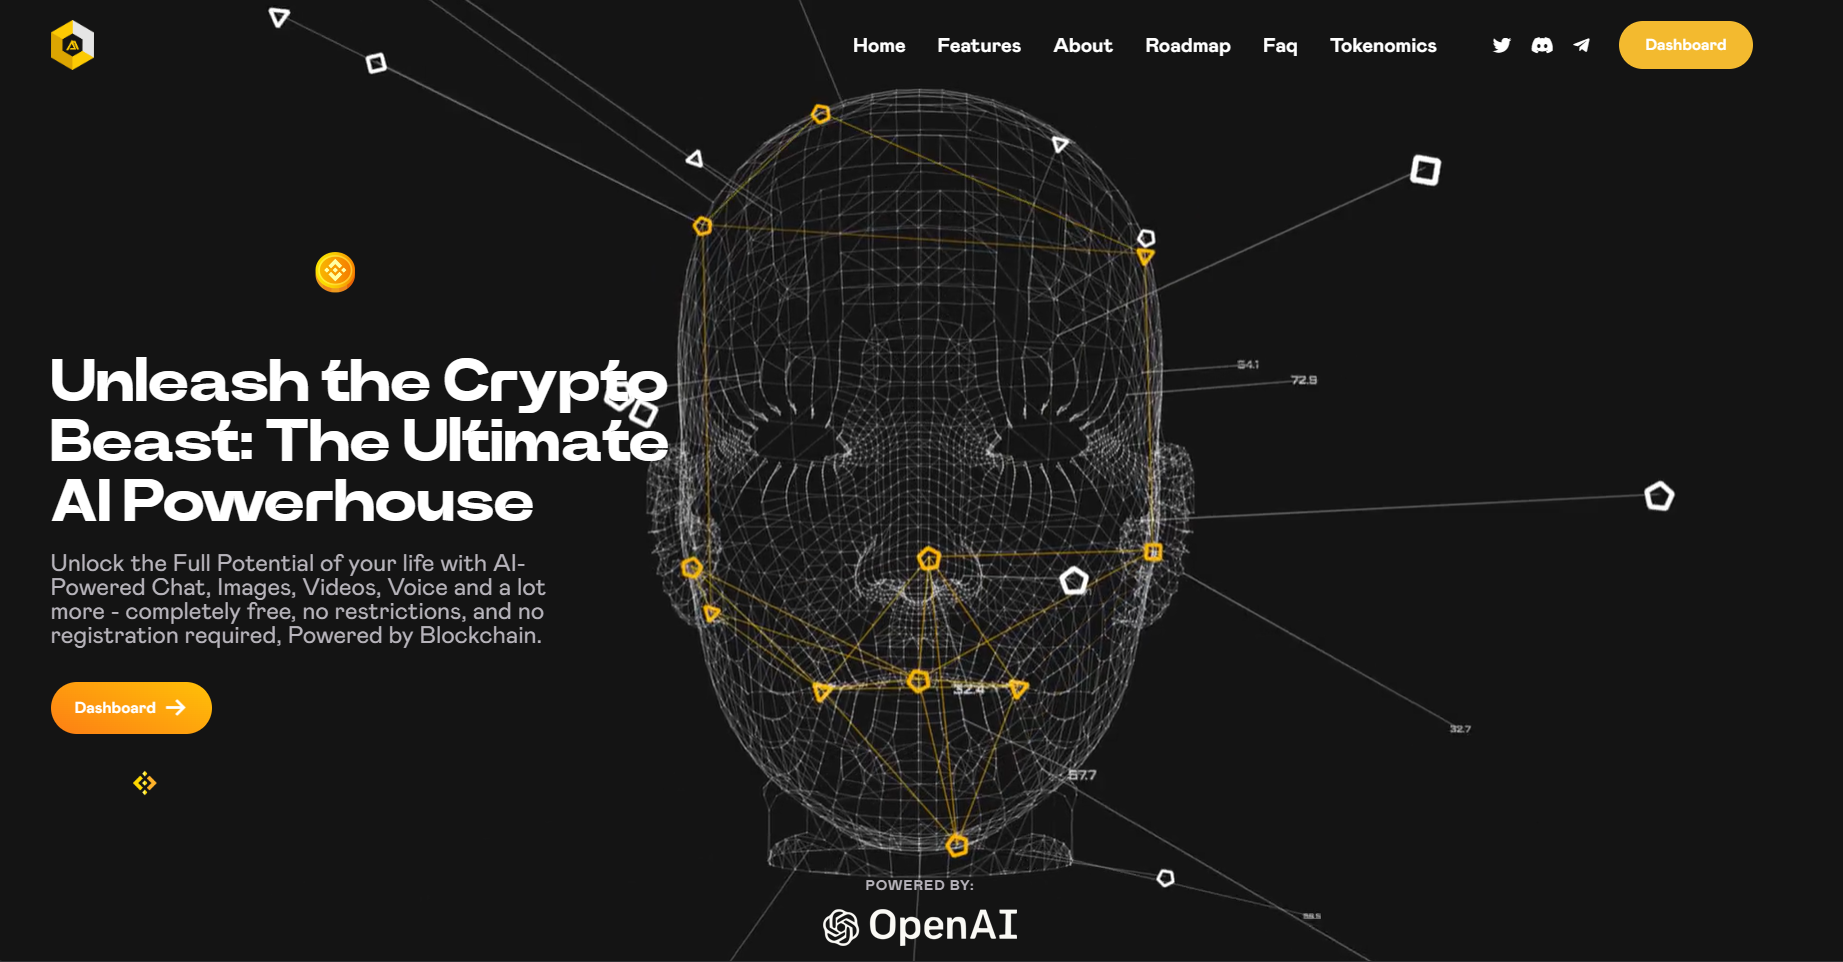 Home Features About Roadmap Faq Tokenomics Dashboard
54.1
72.9
Unleash the Crypto
Beast: The Ultimate
AI Powerhouse
Unlock the Full Potential of your life with AI-
Powered Chat, Images, Videos, Voice and a lot
more - completely free, no restrictions, and no
registration required, Powered by Blockchain.
32.4
Dashboard
32.7
57.7
POWERED BY:
OpenAI